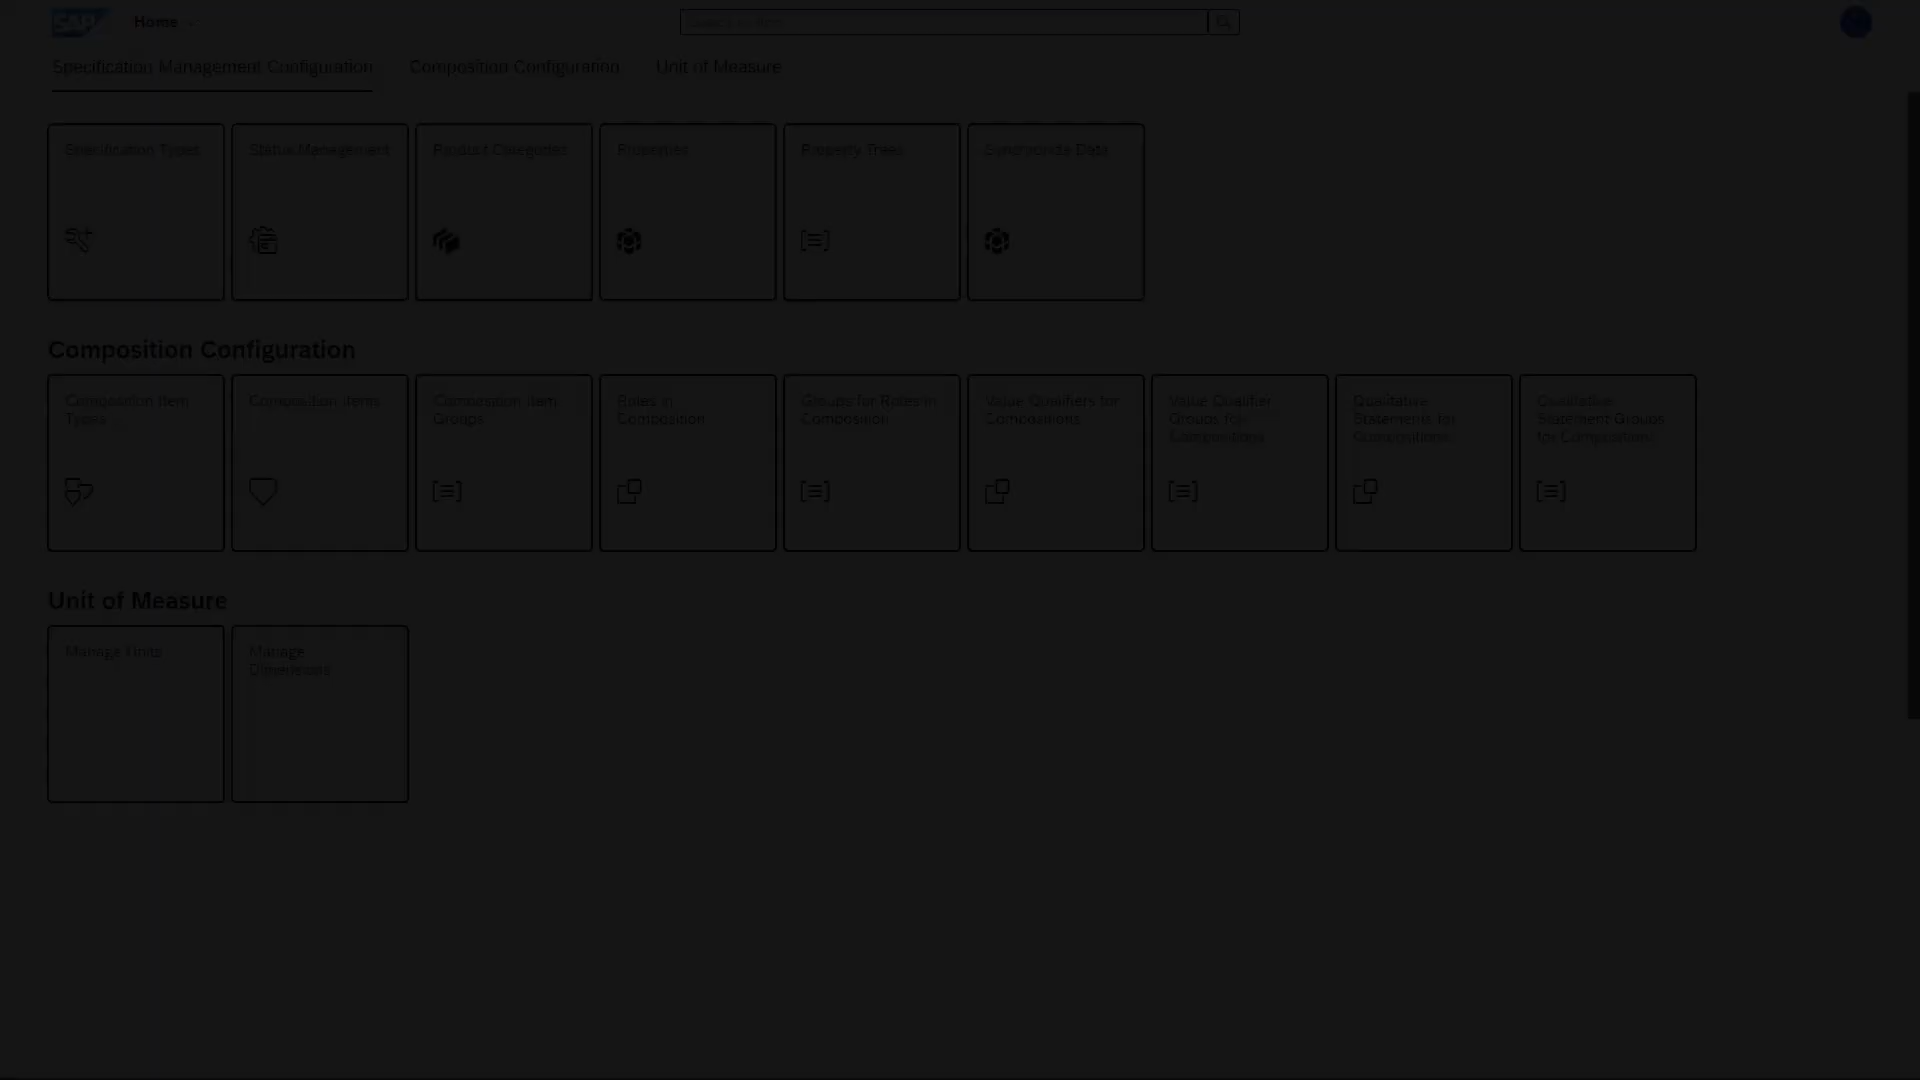 SAP
Home
Specification Management Configuration
Composition Configuration
Unit of Measure
Specification Types
Status Management
Product Categories
Properties
Property Trees
Synchronize Data
Composition Configuration
Composition Item
Types
Composition Items
Composition Item
Groups
Roles in
Composition
Groups for Roles in
Composition
Value Qualifiers for
Compositions
Value Qualifier
Groups for
Compositions
Qualitative
Statements for
Compositions
Qualitative
Statement Groups
for Compositions
Unit of Measure
Manage Units
Manage
Dimensions